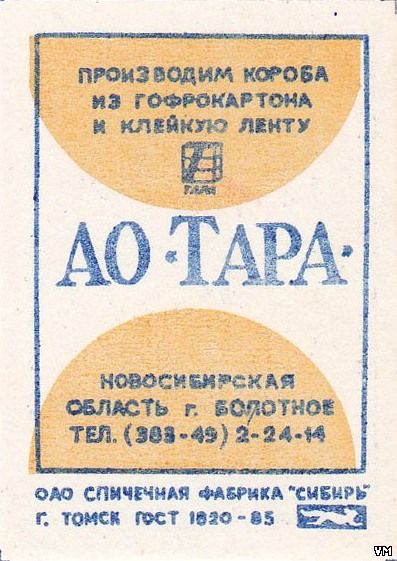 ПРОИЗВОДИМ КОРОБА
ИЗ ГОФРОКАРТОНА
И КЛЕЙКУЮ ЛЕНТУ
АО "ТАРА"
НОВОСИБИРСКАЯ
ОБЛАСТЬ г. БОЛОТНОЕ
ТЕЛ. (383-49) 2-24-14
ОАО СПИЧЕЧНАЯ ФАБРИКА "СИБИРЬ"
Г. ТОМСК ГОСТ 1820-85
VM